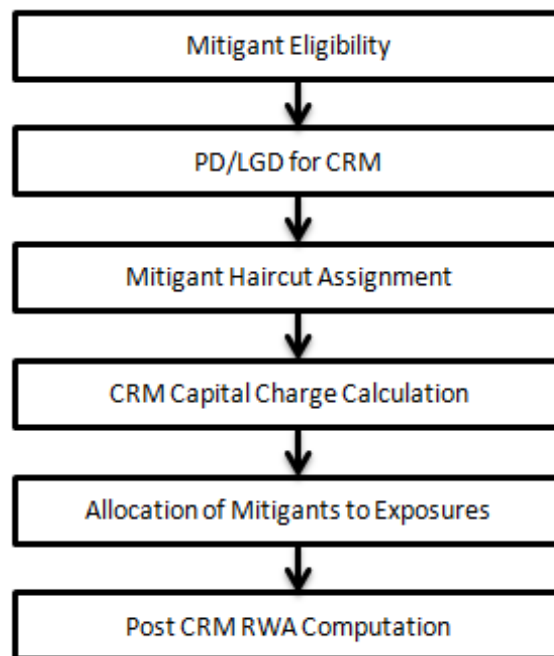 Mitigant Eligibility
PD/LGD for CRM
Mitigant Haircut Assignment
CRM Capital Charge Calculation
Allocation of Mitigants to Exposures
Post CRM RWA Computation